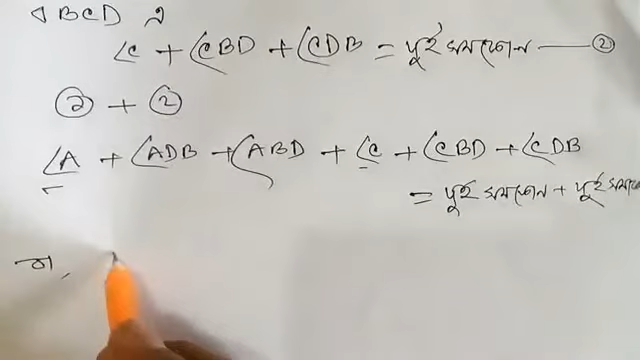 △BCD এ
∠C + ∠CBD + ∠CDB = দুই সমকোণ — ②
① + ②
∠A + ∠ADB + ∠ABD + ∠C + ∠CBD + ∠CDB
= দুই সমকোণ + দুই
বা,